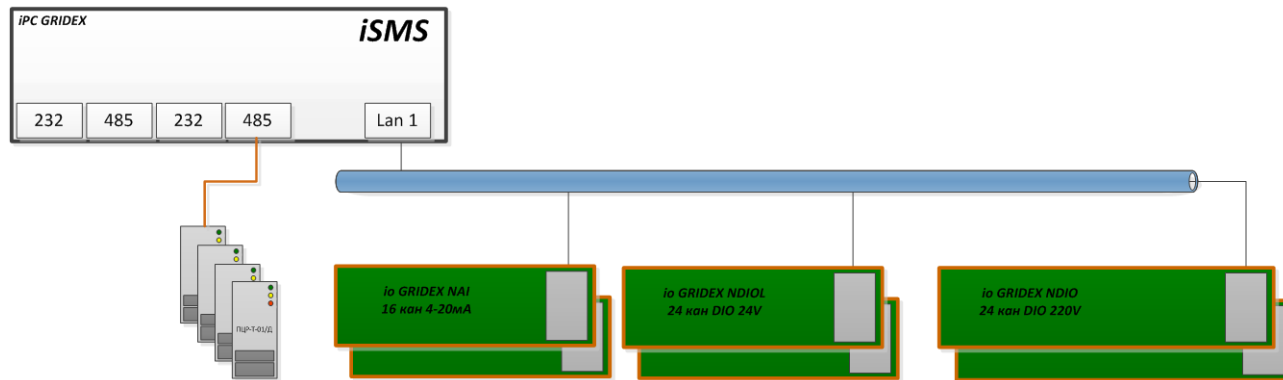 iPC GRIDEX
iSMS
232
485
232
485
Lan 1
ПЦР-Т-01/Д
io GRIDEX NAI
16 кан 4-20мА
io GRIDEX NDIOL
24 кан DIO 24V
io GRIDEX NDIO
24 кан DIO 220V